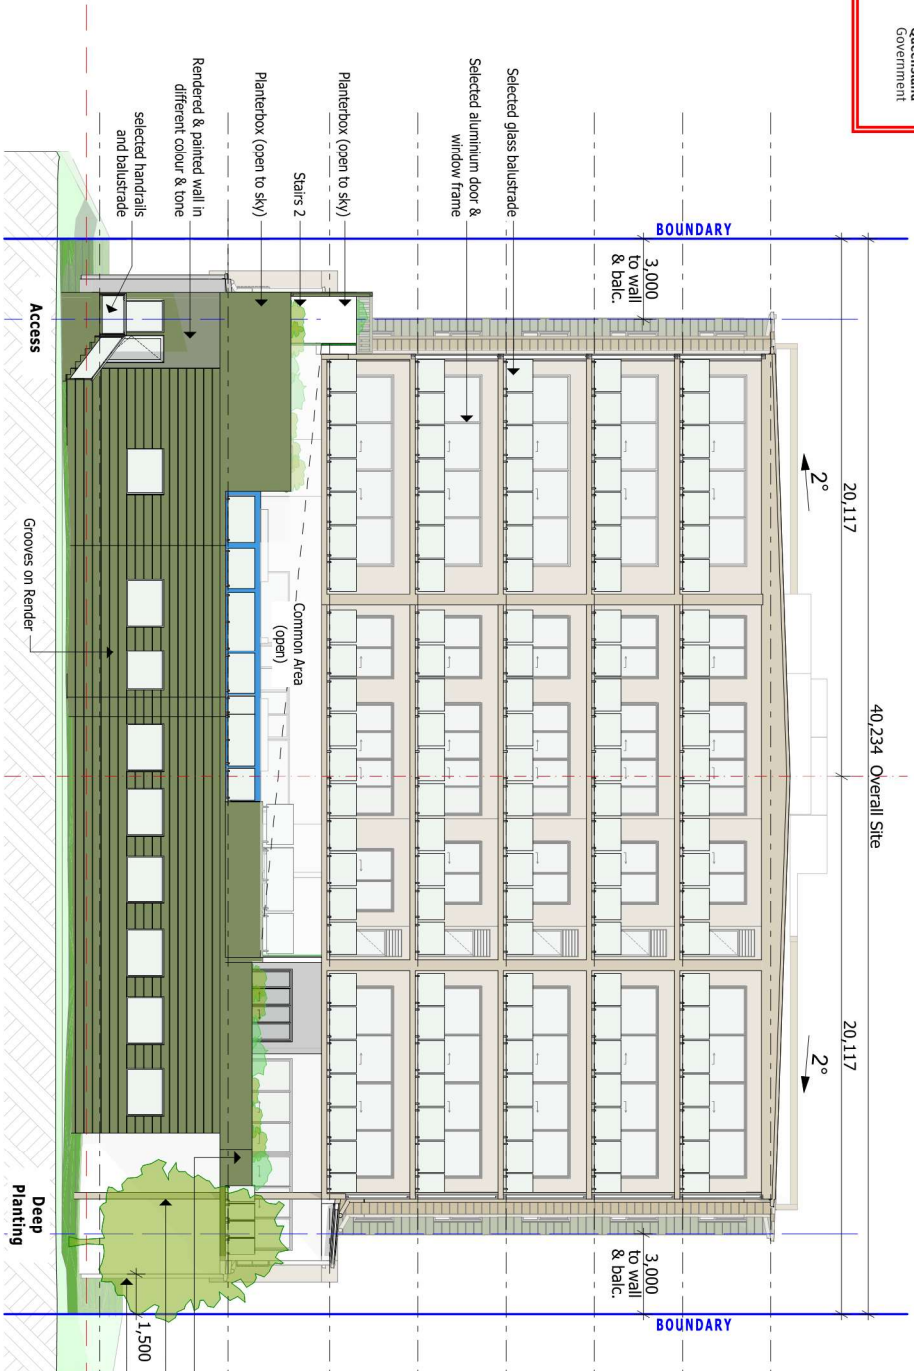 Queensland
Government
40,234 Overall Site
20,117
20,117
2°
2°
BOUNDARY
3,000
to wall
& balc.
3,000
to wall
& balc.
BOUNDARY
Selected glass balustrade
Selected aluminium door &
window frame
Planterbox (open to sky)
Stairs 2
Planterbox (open to sky)
Rendered & painted wall in
different colour & tone
selected handrails
and balustrade
Common Area
(open)
Access
Grooves on Render
Deep
Planting
1,500